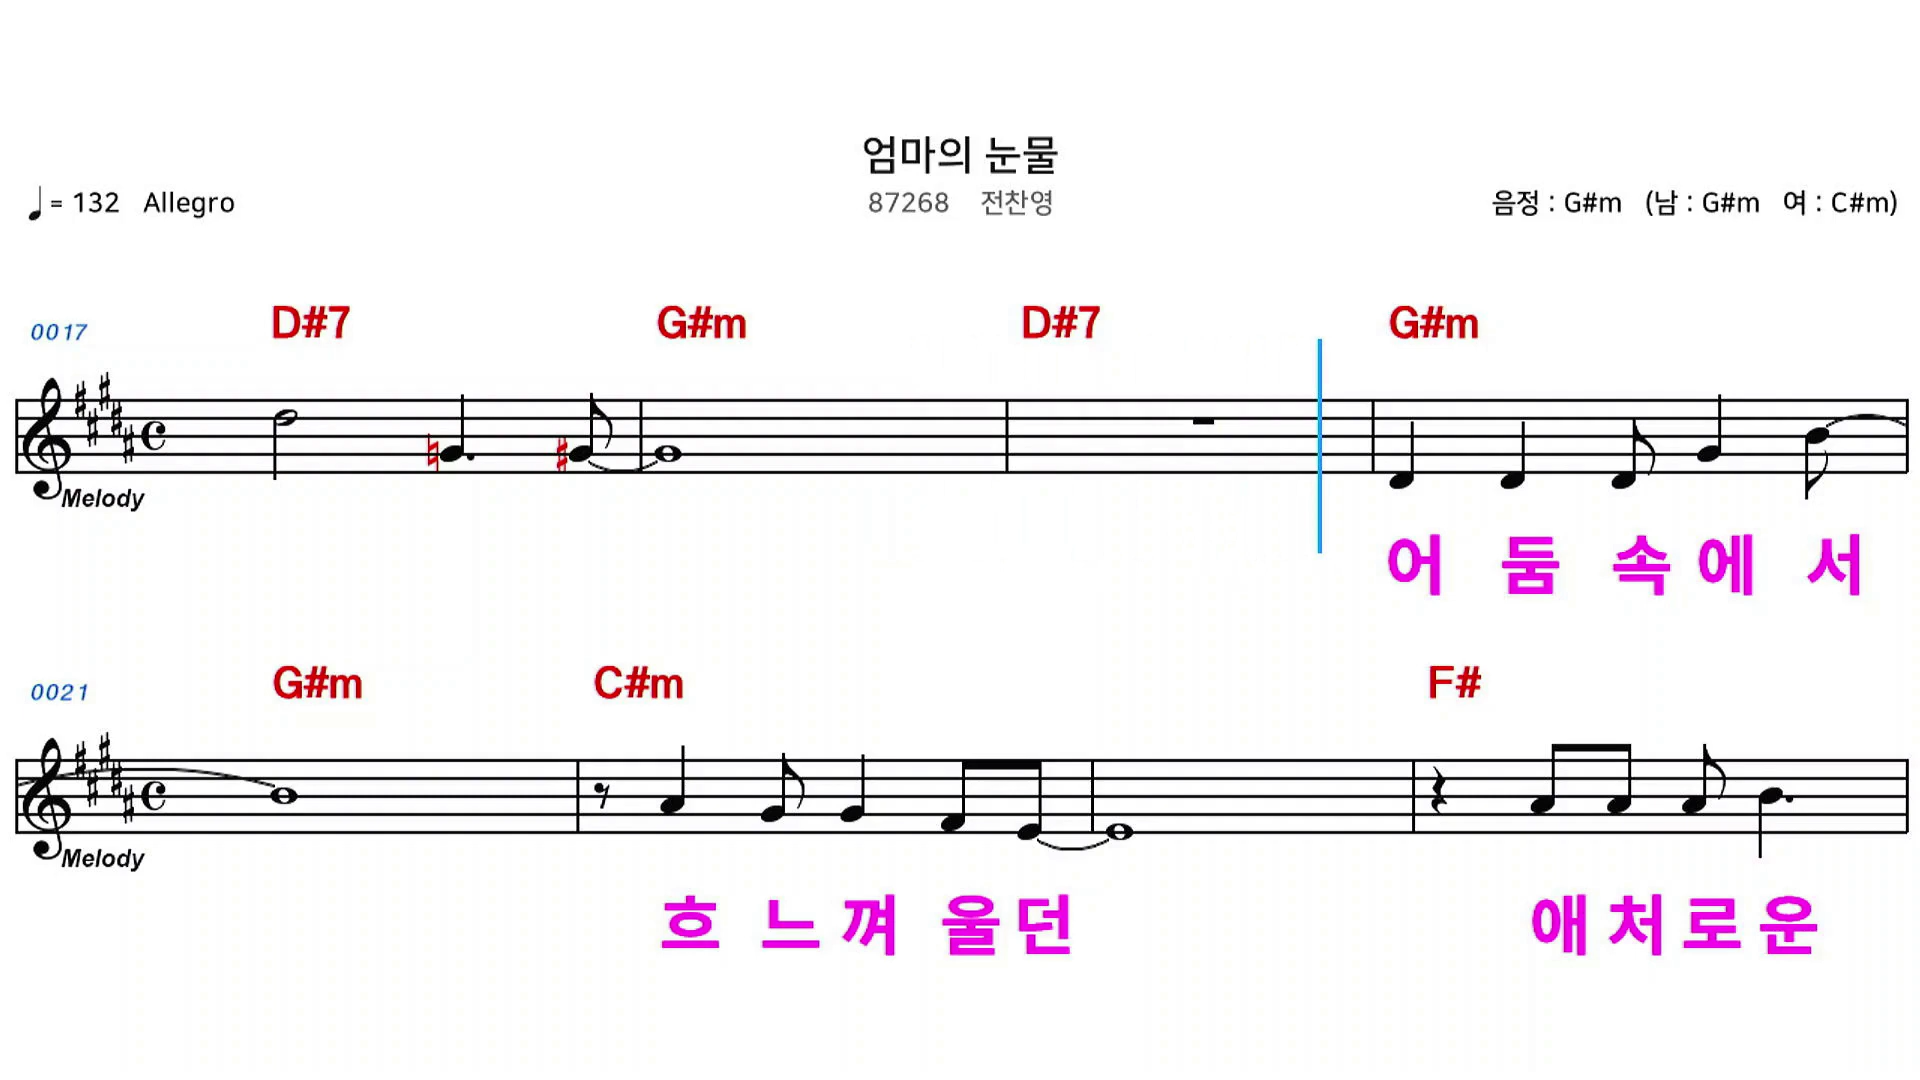 엄마의 눈물
♩ = 132 Allegro 87268 전찬영 음정 : G#m (남 : G#m 여 : C#m)
0017 D#7 G#m D#7 G#m
Melody
어 둠 속 에 서
0021 G#m C#m F#
Melody
흐 느 껴 울 던 애 처 로 운